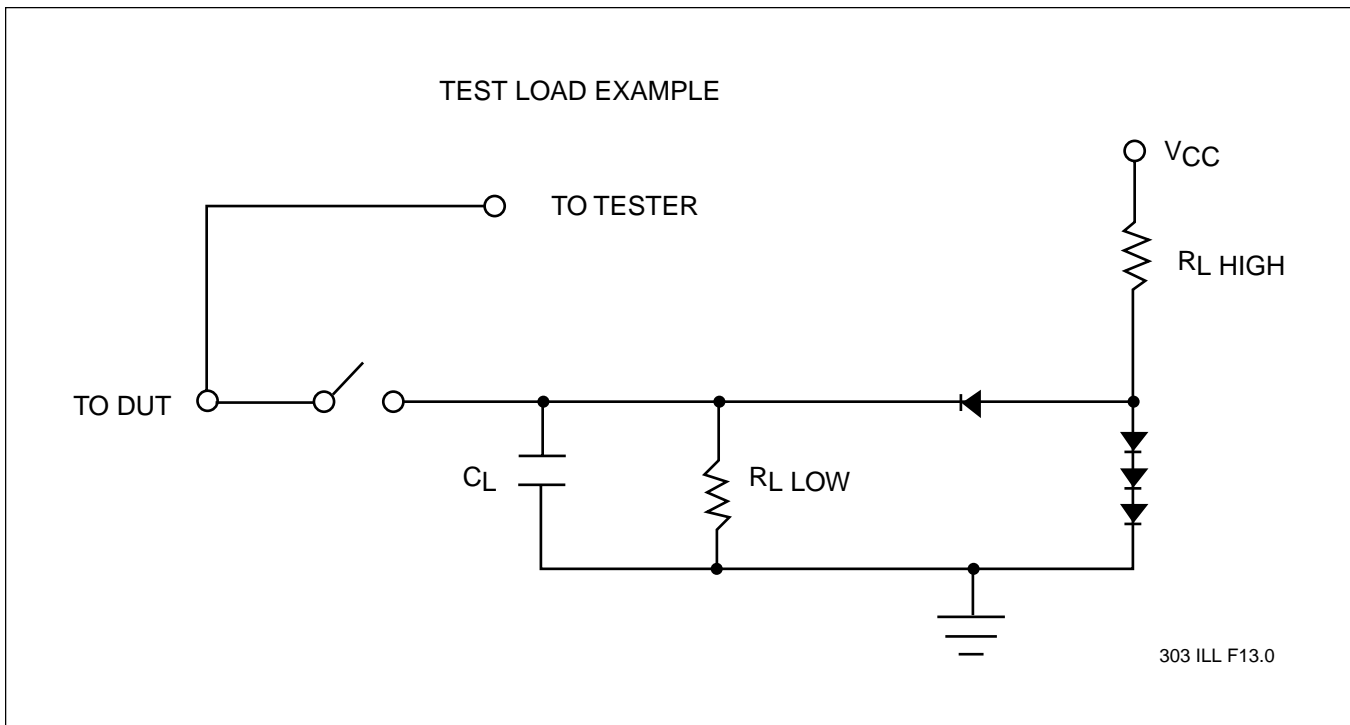 TEST LOAD EXAMPLE
VCC
TO TESTER
RL HIGH
TO DUT
CL
RL LOW
303 ILL F13.0